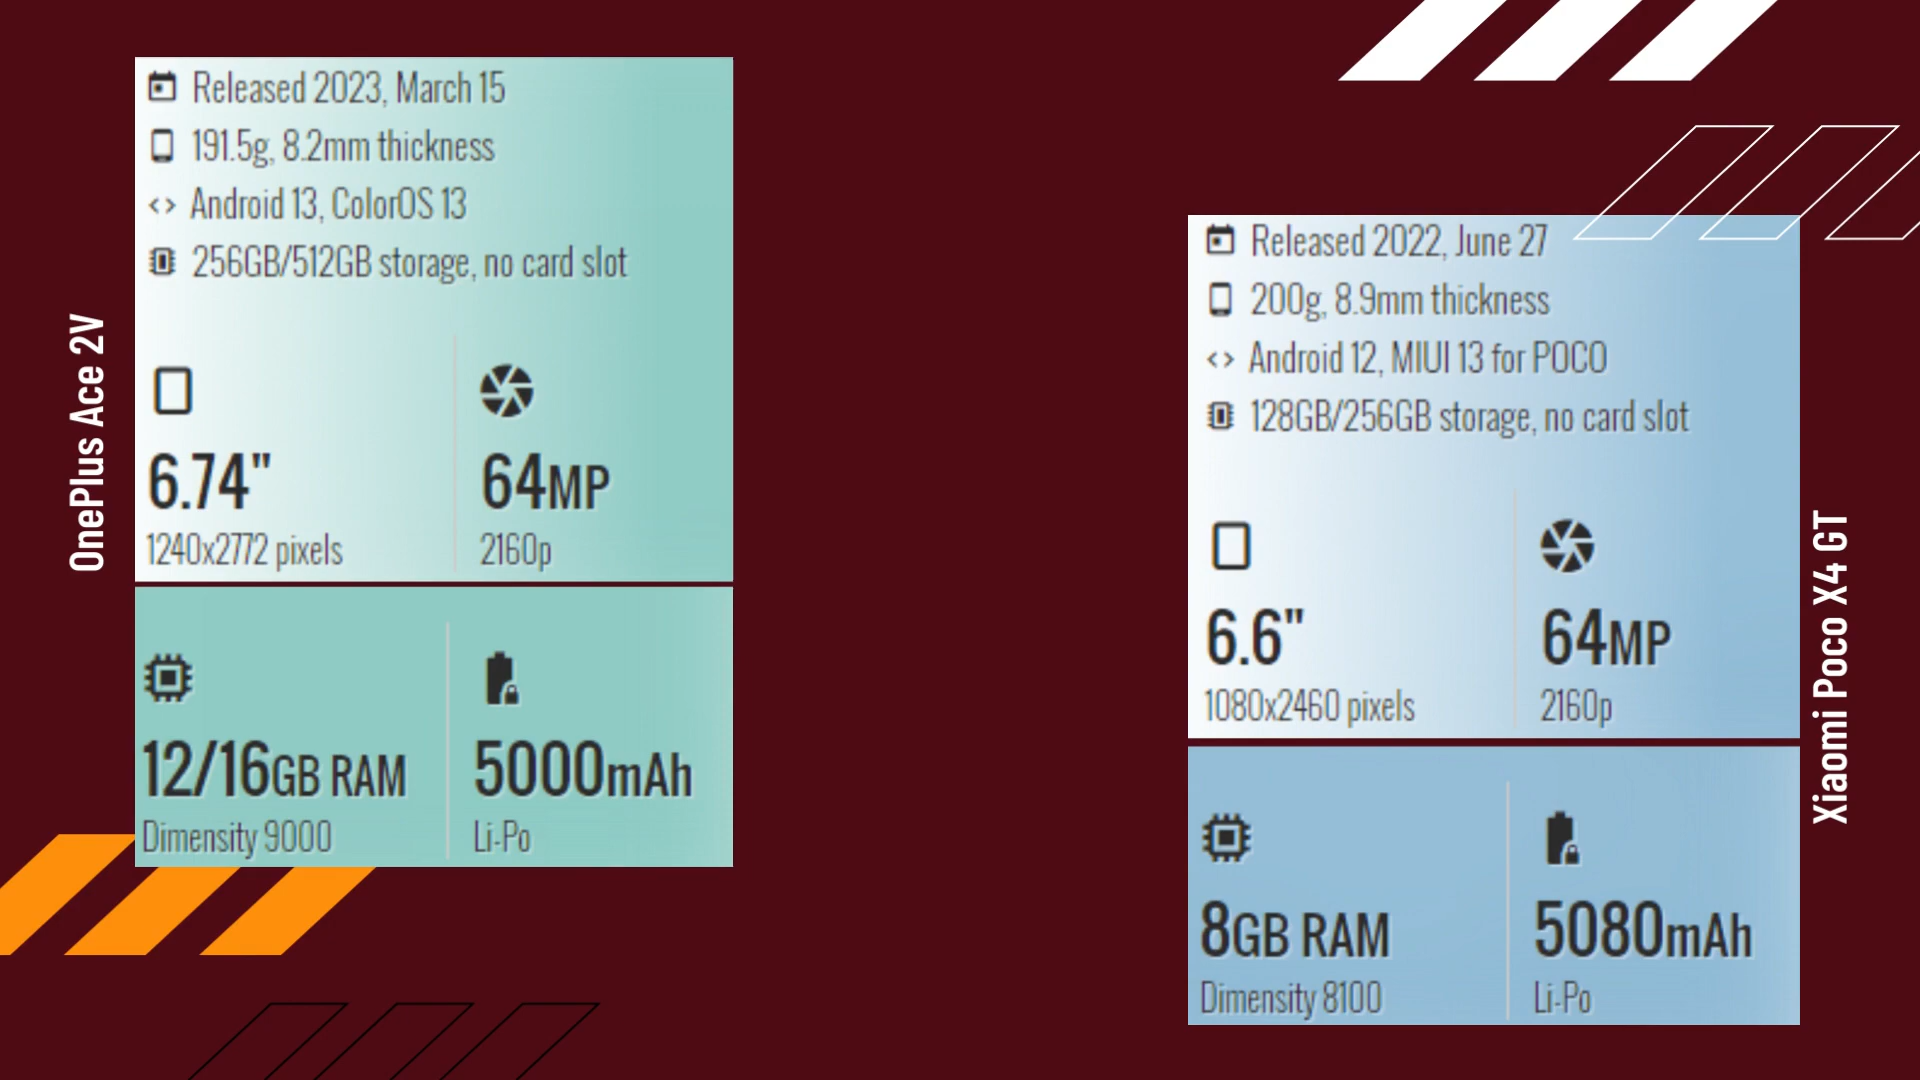 OnePlus Ace 2V
Released 2023, March 15
191.5g, 8.2mm thickness
Android 13, ColorOS 13
256GB/512GB storage, no card slot
6.74"
1240x2772 pixels
64MP
2160p
12/16GB RAM
Dimensity 9000
5000mAh
Li-Po
Xiaomi Poco X4 GT
Released 2022, June 27
200g, 8.9mm thickness
Android 12, MIUI 13 for POCO
128GB/256GB storage, no card slot
6.6"
1080x2460 pixels
64MP
2160p
8GB RAM
Dimensity 8100
5080mAh
Li-Po